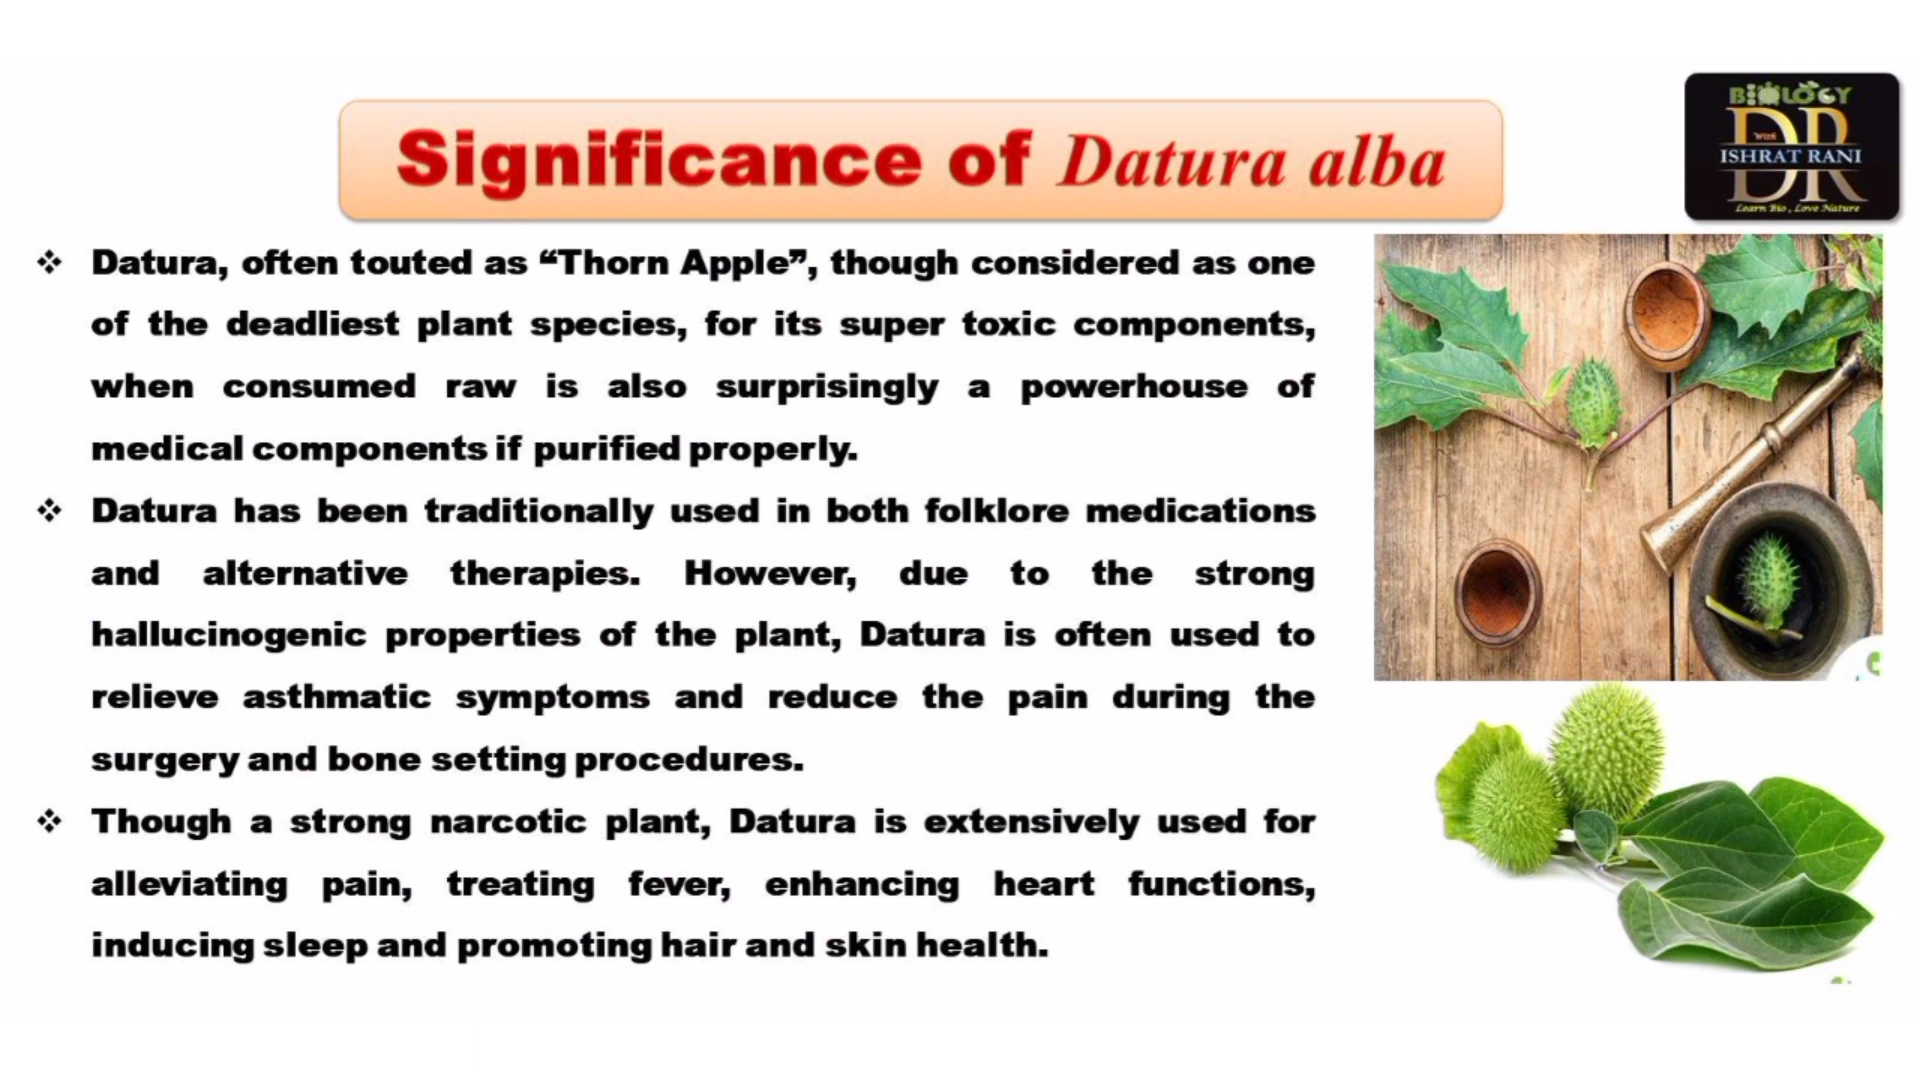 Significance of Datura alba
BIOLOGY
With
DR
ISHRAT RANI
DR
Learn Bio, Love Nature
❖ Datura, often touted as “Thorn Apple”, though considered as one
of the deadliest plant species, for its super toxic components,
when consumed raw is also surprisingly a powerhouse of
medical components if purified properly.
❖ Datura has been traditionally used in both folklore medications
and alternative therapies. However, due to the strong
hallucinogenic properties of the plant, Datura is often used to
relieve asthmatic symptoms and reduce the pain during the
surgery and bone setting procedures.
❖ Though a strong narcotic plant, Datura is extensively used for
alleviating pain, treating fever, enhancing heart functions,
inducing sleep and promoting hair and skin health.